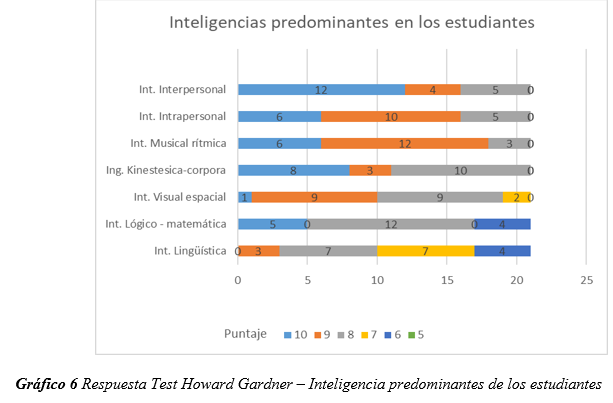 Inteligencias predominantes en los estudiantes
Int. Interpersonal 12 4 5 0
Int. Intrapersonal 6 10 5 0
Int. Musical rítmica 6 12 3 0
Ing. Kinestesica-corpora 8 3 10 0
Int. Visual espacial 1 9 9 2 0
Int. Lógico - matemática 5 0 12 0 4
Int. Lingüística 0 3 7 7 4
0 5 10 15 20 25
Puntaje 10 9 8 7 6 5
Gráfico 6 Respuesta Test Howard Gardner – Inteligencia predominantes de los estudiantes